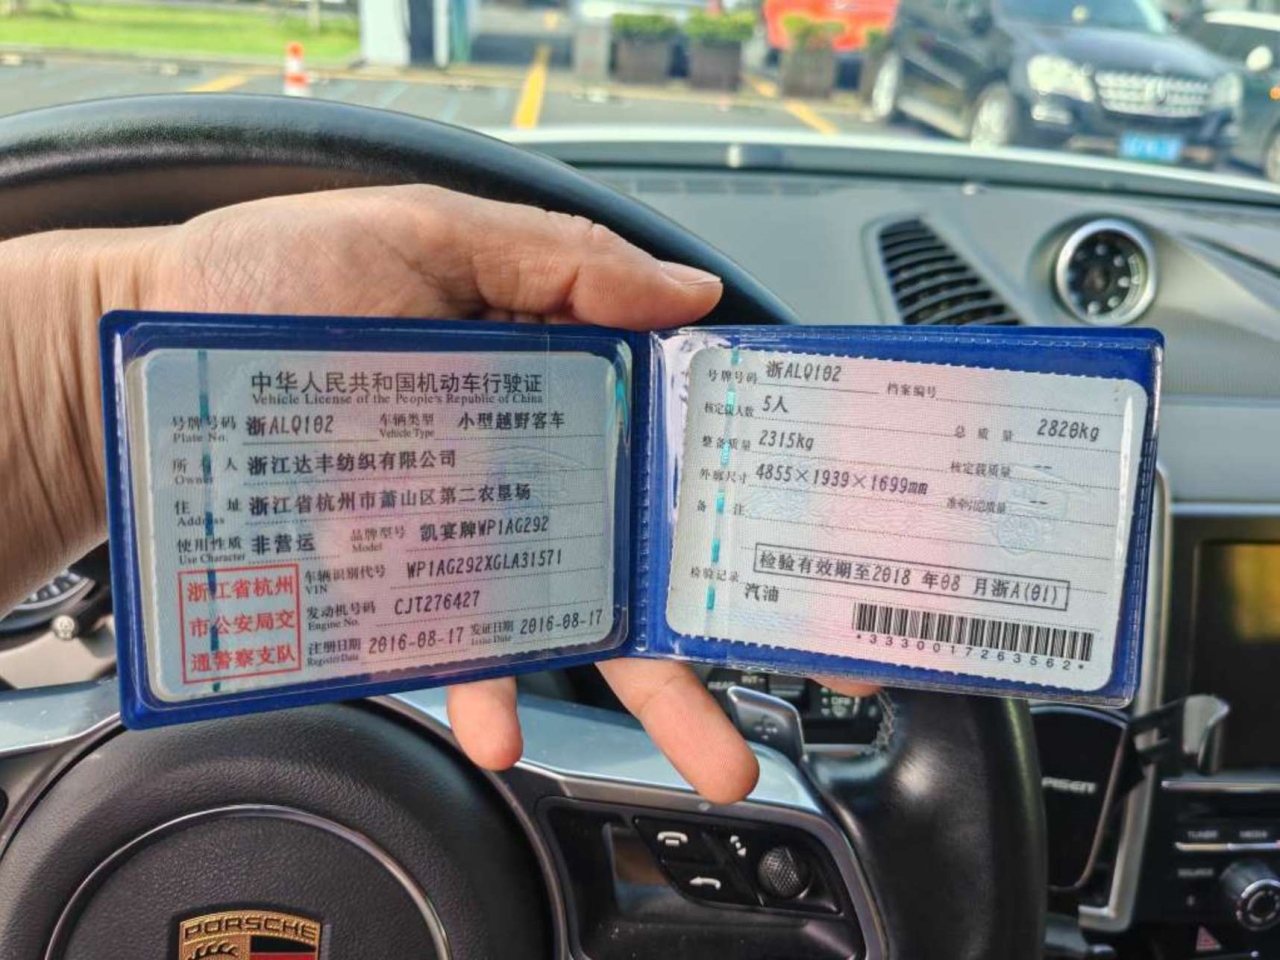 中华人民共和国机动车行驶证
Vehicle License of the People's Republic of China
号牌号码 浙ALQ102 车辆类型 小型越野客车
Plate No. Vehicle Type
所有人 浙江达丰纺织有限公司
Owner
住址 浙江省杭州市萧山区第二农垦场
Address
使用性质 非营运 品牌型号 凯宴牌WP1AG292
Use Character Model
浙江省杭州
市公安局交
通警察支队
车辆识别代号 WP1AG292XGLA31571
VIN
发动机号码 CJT276427
Engine No.
注册日期 2016-08-17 发证日期 2016-08-17
Register Date Issue Date
号牌号码 浙ALQ102 档案编号
核定载人数 5人 总质量 2820kg
整备质量 2315kg 核定载质量 --
外廓尺寸 4855×1939×1699mm 准牵引总质量 --
备注
检验有效期至2018 年08 月浙A(01)
检验记录
汽油
*3330017263562*
PORSCHE
TUNER MEDIA
SOURCE
REAR INT
OFF